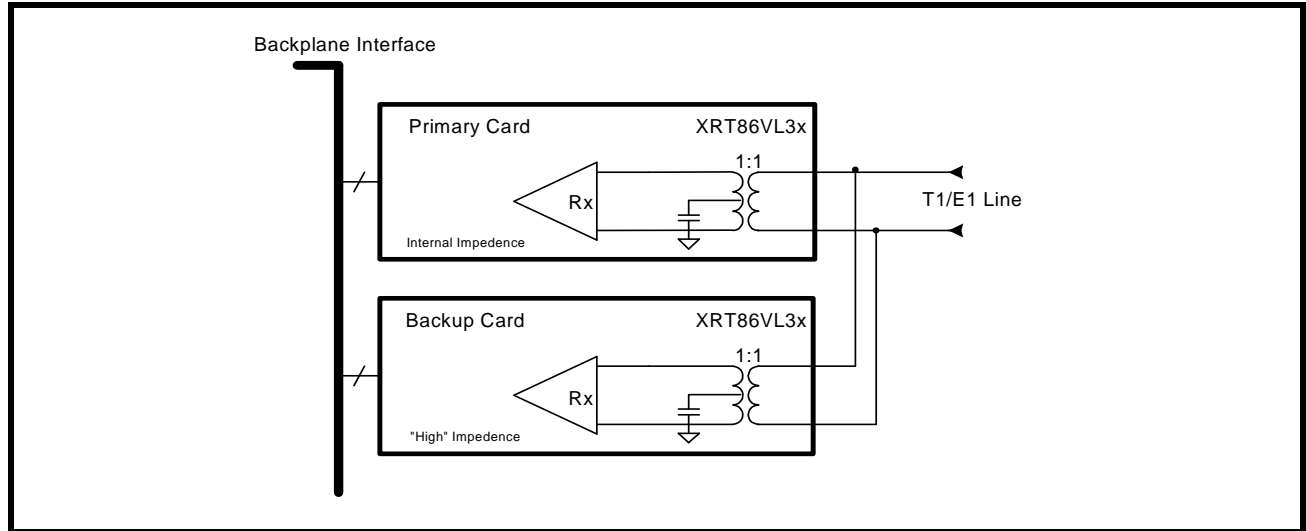 Backplane Interface
Primary Card
XRT86VL3x
1:1
Rx
T1/E1 Line
Internal Impedence
Backup Card
XRT86VL3x
1:1
Rx
"High" Impedence